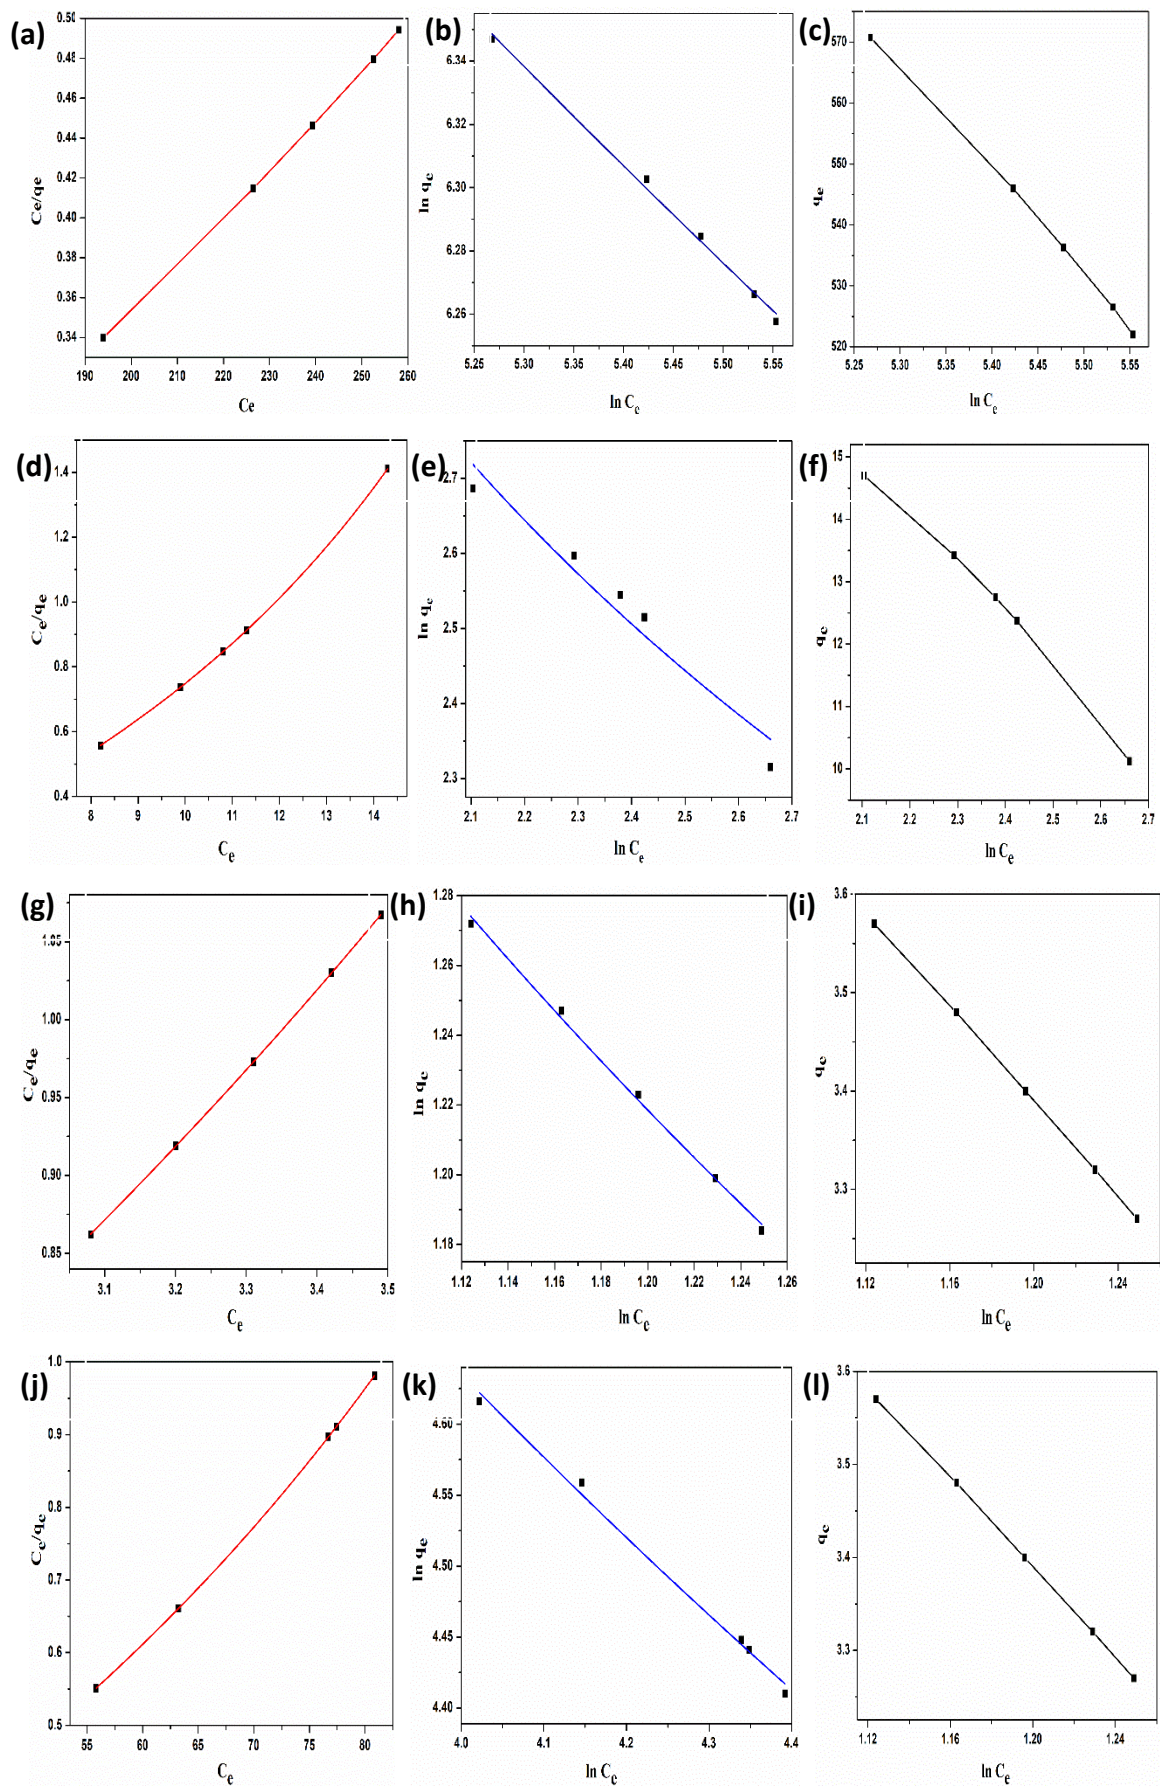 (a)
0.50
0.48
0.46
0.44
0.42
0.40
0.38
0.36
0.34
Ce/qe
190 200 210 220 230 240 250 260
Ce
(b)
6.34
6.32
6.30
6.28
6.26
ln qe
5.25 5.30 5.35 5.40 5.45 5.50 5.55
ln Ce
(c)
570
560
550
540
530
520
qe
5.25 5.30 5.35 5.40 5.45 5.50 5.55
ln Ce
(d)
1.4
1.2
1.0
0.8
0.6
0.4
Ce/qe
8 9 10 11 12 13 14
Ce
(e)
2.7
2.6
2.5
2.4
2.3
ln qe
2.1 2.2 2.3 2.4 2.5 2.6 2.7
ln Ce
(f)
15
14
13
12
11
10
qe
2.1 2.2 2.3 2.4 2.5 2.6 2.7
ln Ce
(g)
1.05
1.00
0.95
0.90
0.85
Ce/qe
3.1 3.2 3.3 3.4 3.5
Ce
(h)
1.28
1.26
1.24
1.22
1.20
1.18
ln qe
1.12 1.14 1.16 1.18 1.20 1.22 1.24 1.26
ln Ce
(i)
3.6
3.5
3.4
3.3
qe
1.12 1.16 1.20 1.24
ln Ce
(j)
1.0
0.9
0.8
0.7
0.6
0.5
Ce/qe
55 60 65 70 75 80
Ce
(k)
4.60
4.55
4.50
4.45
4.40
ln qe
4.0 4.1 4.2 4.3 4.4
ln Ce
(l)
3.6
3.5
3.4
3.3
qe
1.12 1.16 1.20 1.24
ln Ce